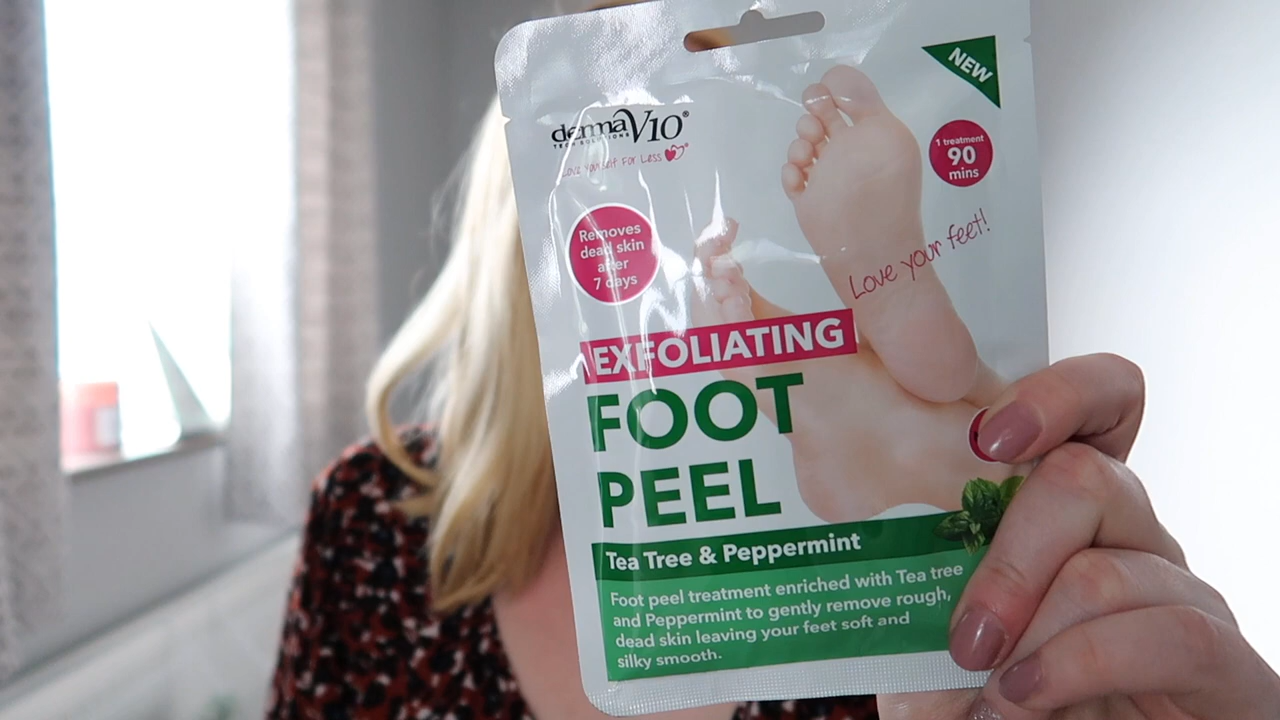 NEW
dermaV10®
TECH SOLUTIONS
Love Yourself For Less
1 treatment
90
mins
Removes
dead skin
after
7 days
Love your feet!
EXFOLIATING
FOOT
PEEL
Tea Tree & Peppermint
Foot peel treatment enriched with Tea tree
and Peppermint to gently remove rough,
dead skin leaving your feet soft and
silky smooth.